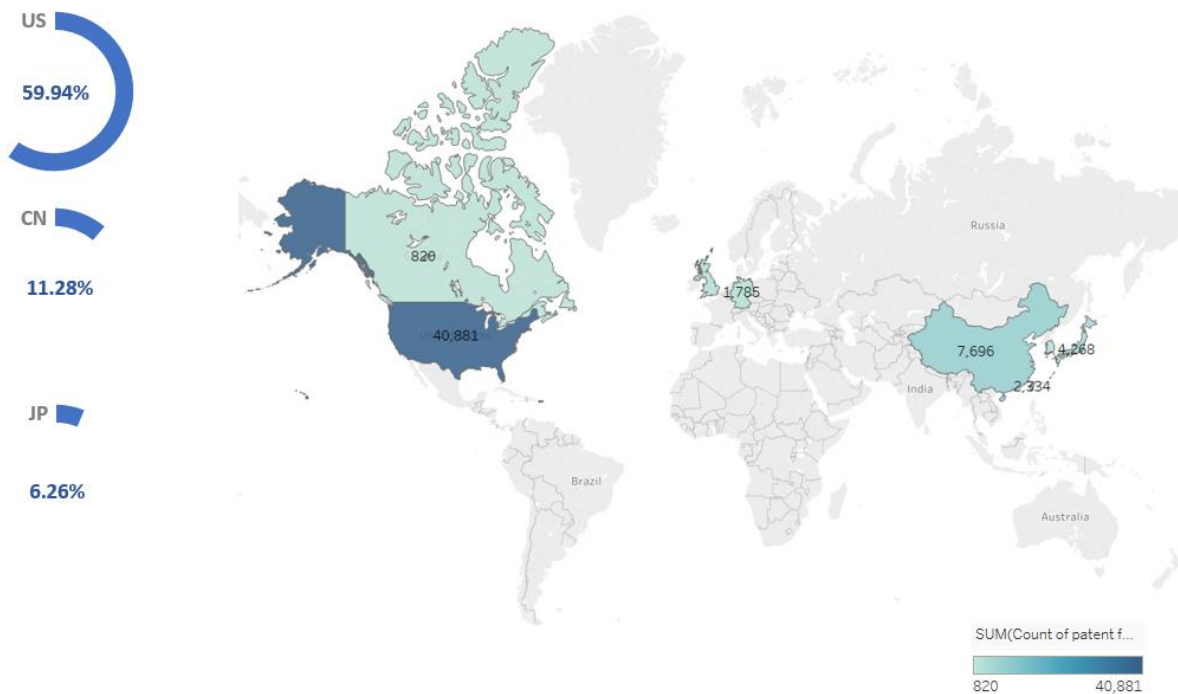 US
59.94%
CN
11.28%
JP
6.26%
820
40,881
1,785
Russia
7,696
4,268
2,334
India
Brazil
Australia
SUM(Count of patent f...
820
40,881